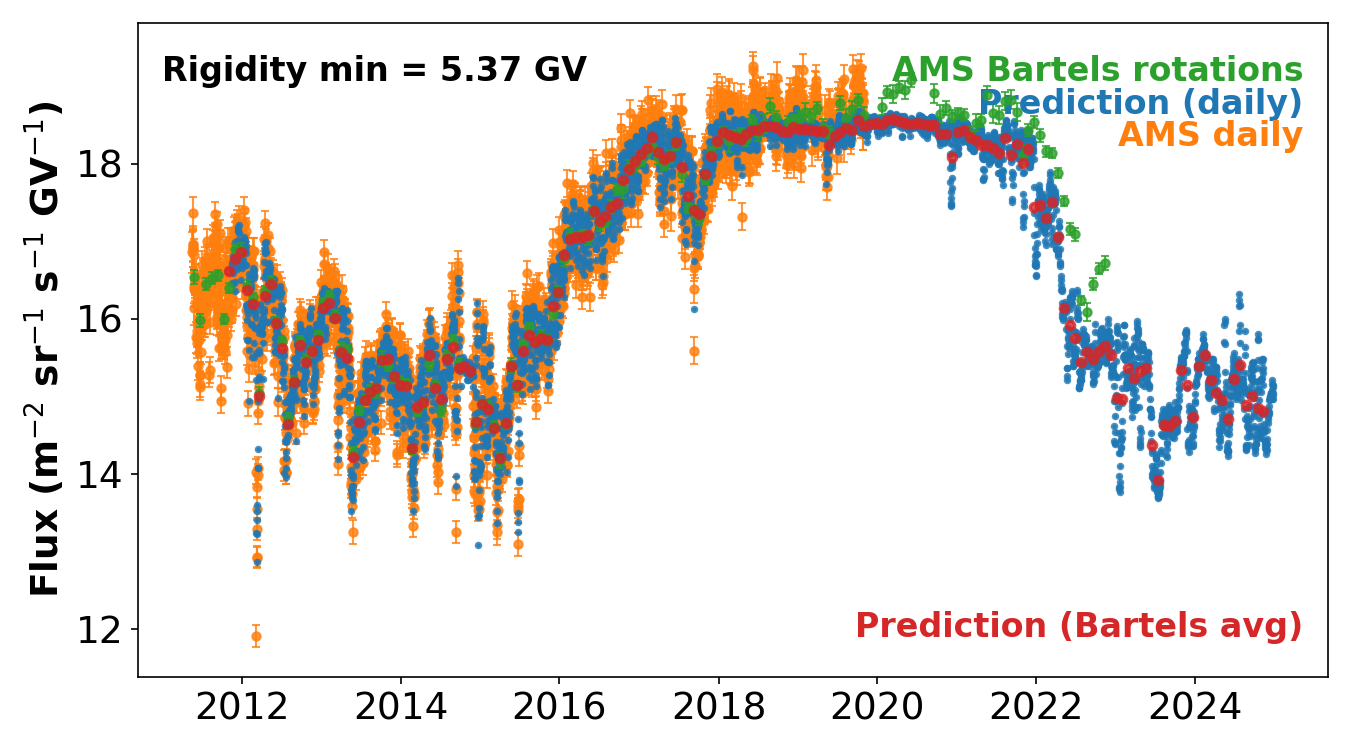 Rigidity min = 5.37 GV
AMS Bartels rotations
Prediction (daily)
AMS daily
Prediction (Bartels avg)
Flux (m⁻² sr⁻¹ s⁻¹ GV⁻¹)
18
16
14
12
2012 2014 2016 2018 2020 2022 2024